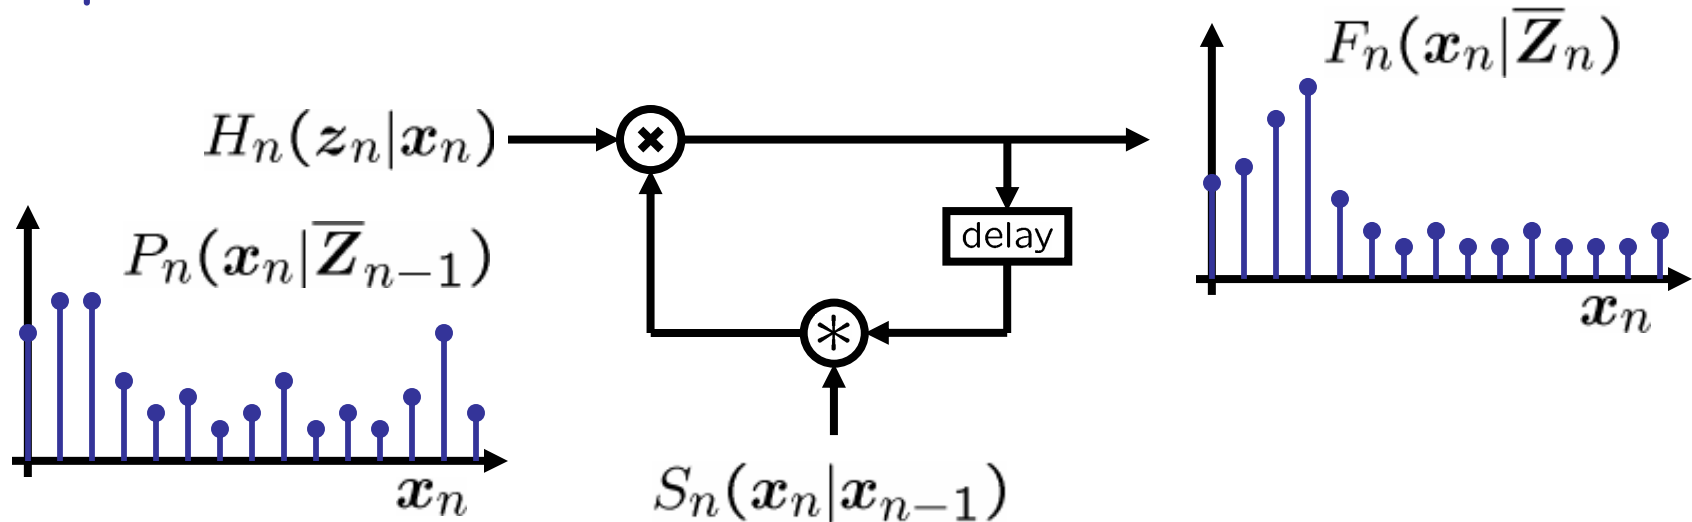 Fₙ(𝒙ₙ|Z̅ₙ)
Hₙ(𝒛ₙ|𝒙ₙ)
×
Pₙ(𝒙ₙ|Z̅ₙ₋₁)
delay
𝒙ₙ
∗
𝒙ₙ
Sₙ(𝒙ₙ|𝒙ₙ₋₁)